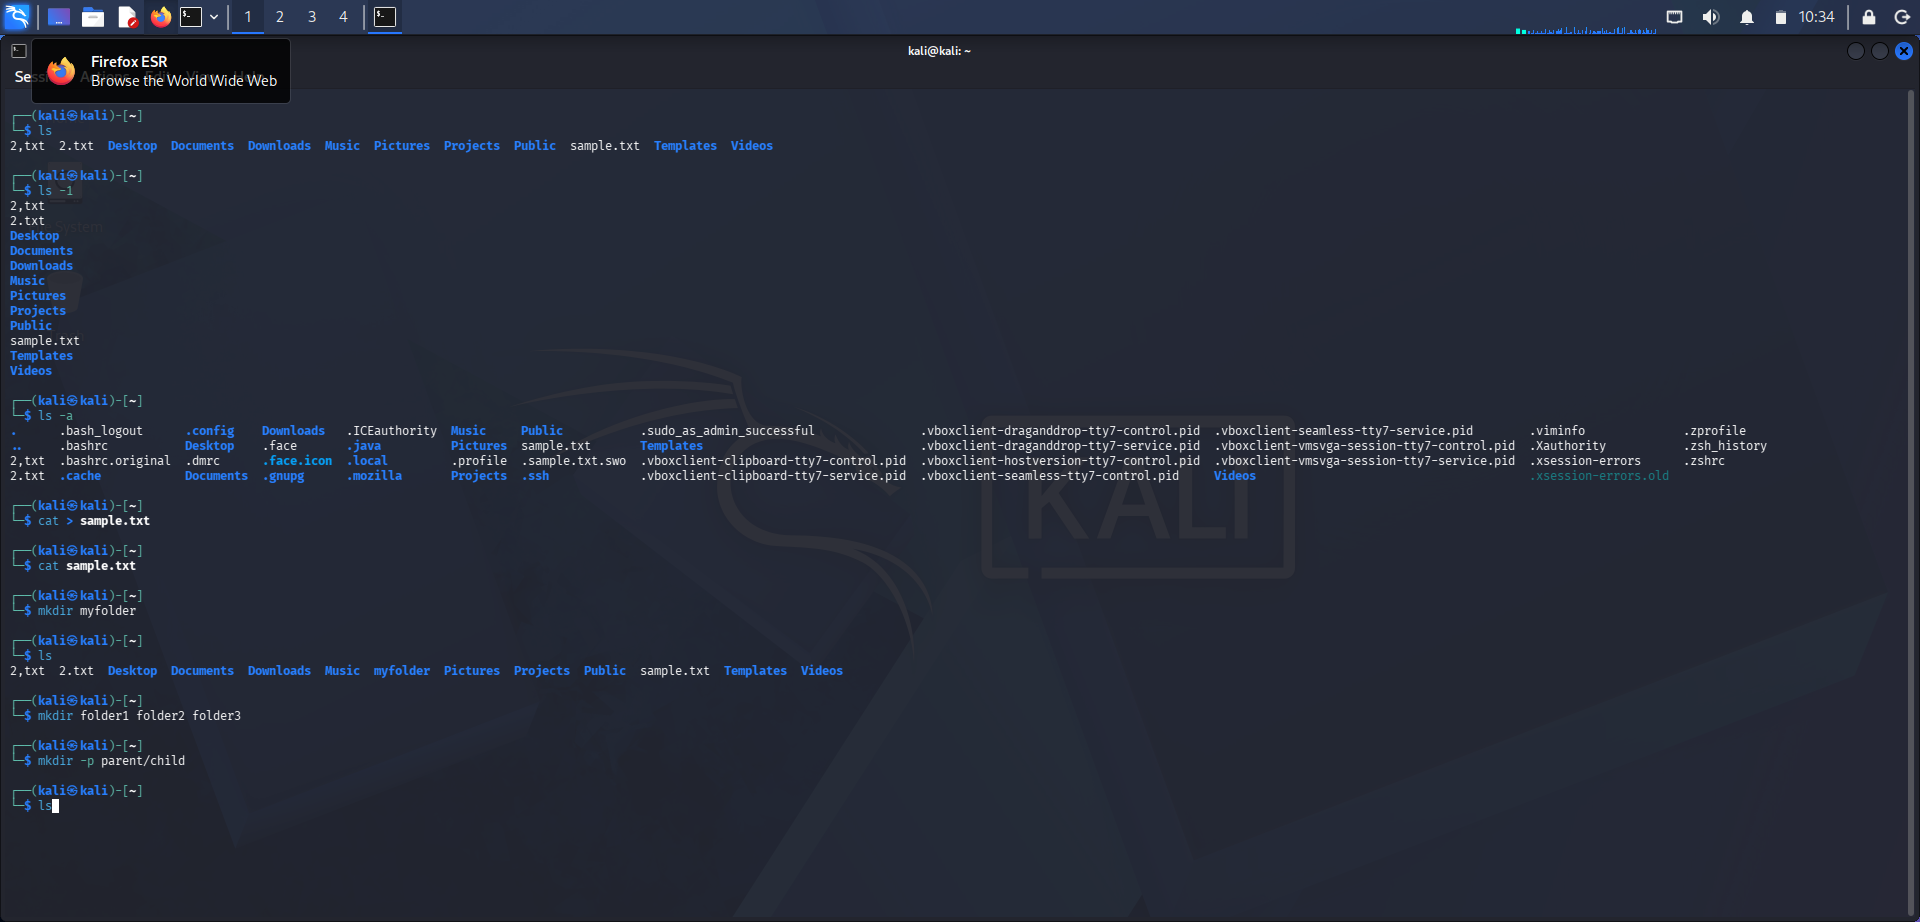 1 2 3 4 10:34
kali@kali: ~
Firefox ESR
Browse the World Wide Web
┌──(kali㉿kali)-[~]
└─$ ls
2,txt 2.txt Desktop Documents Downloads Music Pictures Projects Public sample.txt Templates Videos
┌──(kali㉿kali)-[~]
└─$ ls -1
2,txt
2.txt
Desktop
Documents
Downloads
Music
Pictures
Projects
Public
sample.txt
Templates
Videos
┌──(kali㉿kali)-[~]
└─$ ls -a
. .bash_logout .config Downloads .ICEauthority Music Public .sudo_as_admin_successful .vboxclient-draganddrop-tty7-control.pid .vboxclient-seamless-tty7-service.pid .viminfo .zprofile
.. .bashrc Desktop .face .java Pictures sample.txt Templates .vboxclient-draganddrop-tty7-service.pid .vboxclient-vmsvga-session-tty7-control.pid .Xauthority .zsh_history
2,txt .bashrc.original .dmrc .face.icon .local .profile .sample.txt.swo .vboxclient-clipboard-tty7-control.pid .vboxclient-hostversion-tty7-control.pid .vboxclient-vmsvga-session-tty7-service.pid .xsession-errors .zshrc
2.txt .cache Documents .gnupg .mozilla Projects .ssh .vboxclient-clipboard-tty7-service.pid .vboxclient-seamless-tty7-control.pid Videos .xsession-errors.old
┌──(kali㉿kali)-[~]
└─$ cat > sample.txt
┌──(kali㉿kali)-[~]
└─$ cat sample.txt
┌──(kali㉿kali)-[~]
└─$ mkdir myfolder
┌──(kali㉿kali)-[~]
└─$ ls
2,txt 2.txt Desktop Documents Downloads Music myfolder Pictures Projects Public sample.txt Templates Videos
┌──(kali㉿kali)-[~]
└─$ mkdir folder1 folder2 folder3
┌──(kali㉿kali)-[~]
└─$ mkdir -p parent/child
┌──(kali㉿kali)-[~]
└─$ ls
KALI